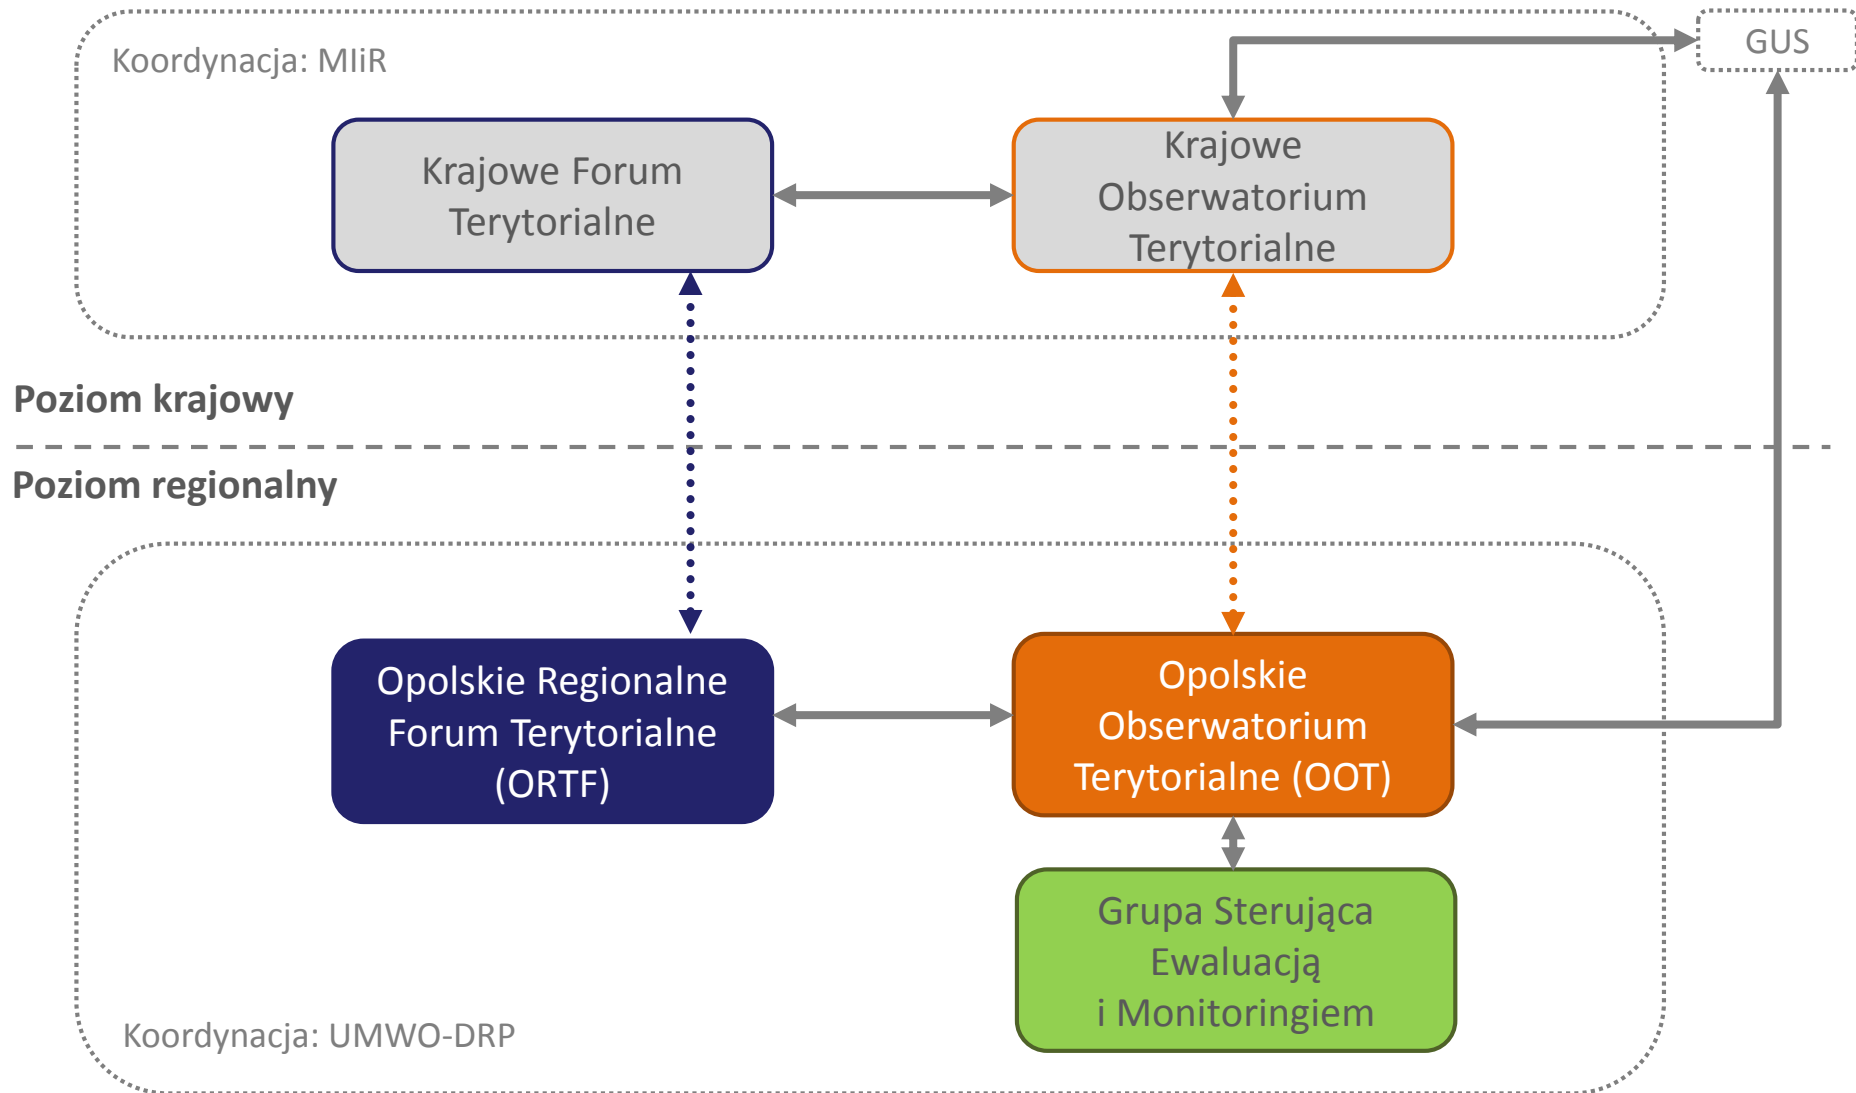 Koordynacja: MIiR
GUS
Krajowe Forum
Terytorialne
Krajowe
Obserwatorium
Terytorialne
Poziom krajowy
Poziom regionalny
Opolskie Regionalne
Forum Terytorialne
(ORTF)
Opolskie
Obserwatorium
Terytorialne (OOT)
Grupa Sterująca
Ewaluacją
i Monitoringiem
Koordynacja: UMWO-DRP